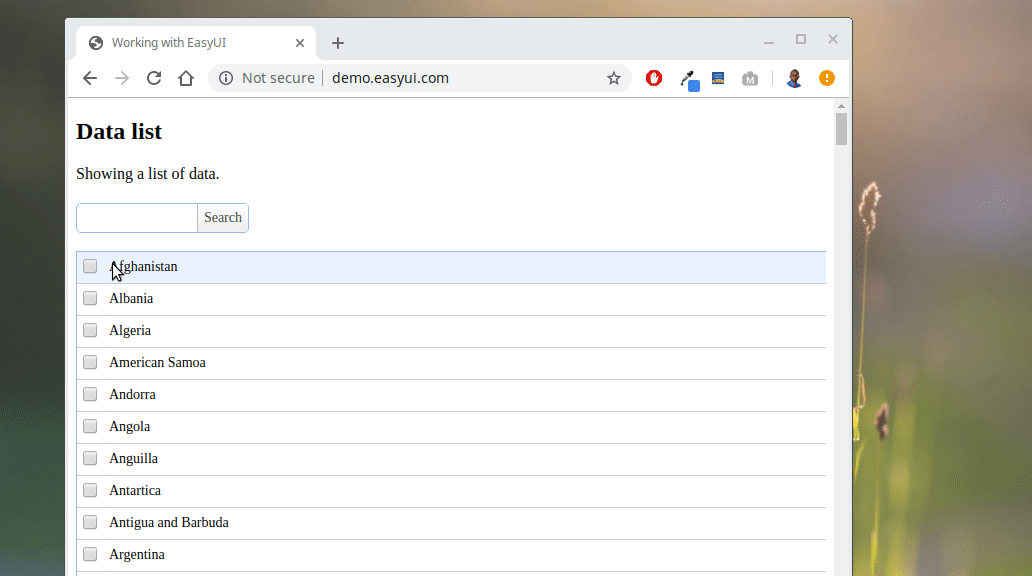 Working with EasyUI
Not secure | demo.easyui.com
M
Data list
Showing a list of data.
Search
Afghanistan
Albania
Algeria
American Samoa
Andorra
Angola
Anguilla
Antartica
Antigua and Barbuda
Argentina